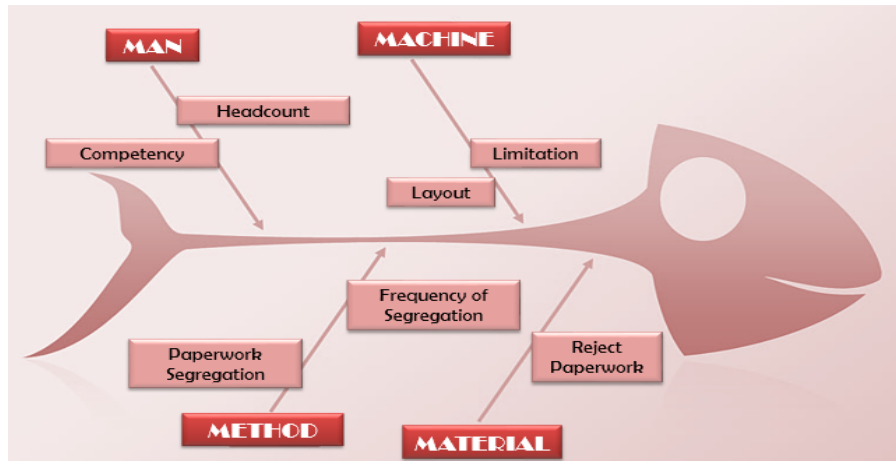 MAN
MACHINE
Headcount
Competency
Limitation
Layout
Frequency of
Segregation
Paperwork
Segregation
Reject
Paperwork
METHOD
MATERIAL